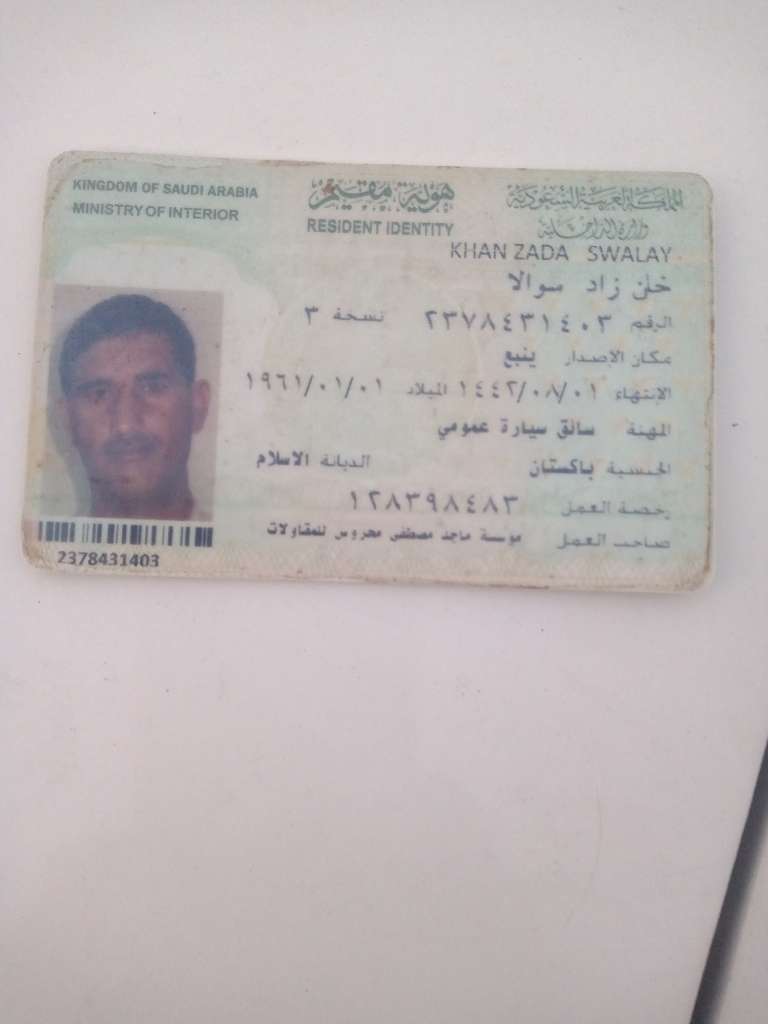 KINGDOM OF SAUDI ARABIA
MINISTRY OF INTERIOR
هوية مقيم
RESIDENT IDENTITY
المملكة العربية السعودية
وزارة الداخلية
KHAN ZADA SWALAY
خان زاد سوالا
الرقم ٢٣٧٨٤٣١٤٠٣ نسخة ٣
مكان الاصدار ينبع
الإنتهاء ١٤٤٢/٠٨/٠١ الميلاد ١٩٦١/٠١/٠١
المهنة سائق سيارة عمومي
الجنسية باكستان الديانة الاسلام
رخصة العمل ١٢٨٣٩٨٤٨٣
صاحب العمل موسسة ماجد مصطفى محروس للمقاولات
2378431403